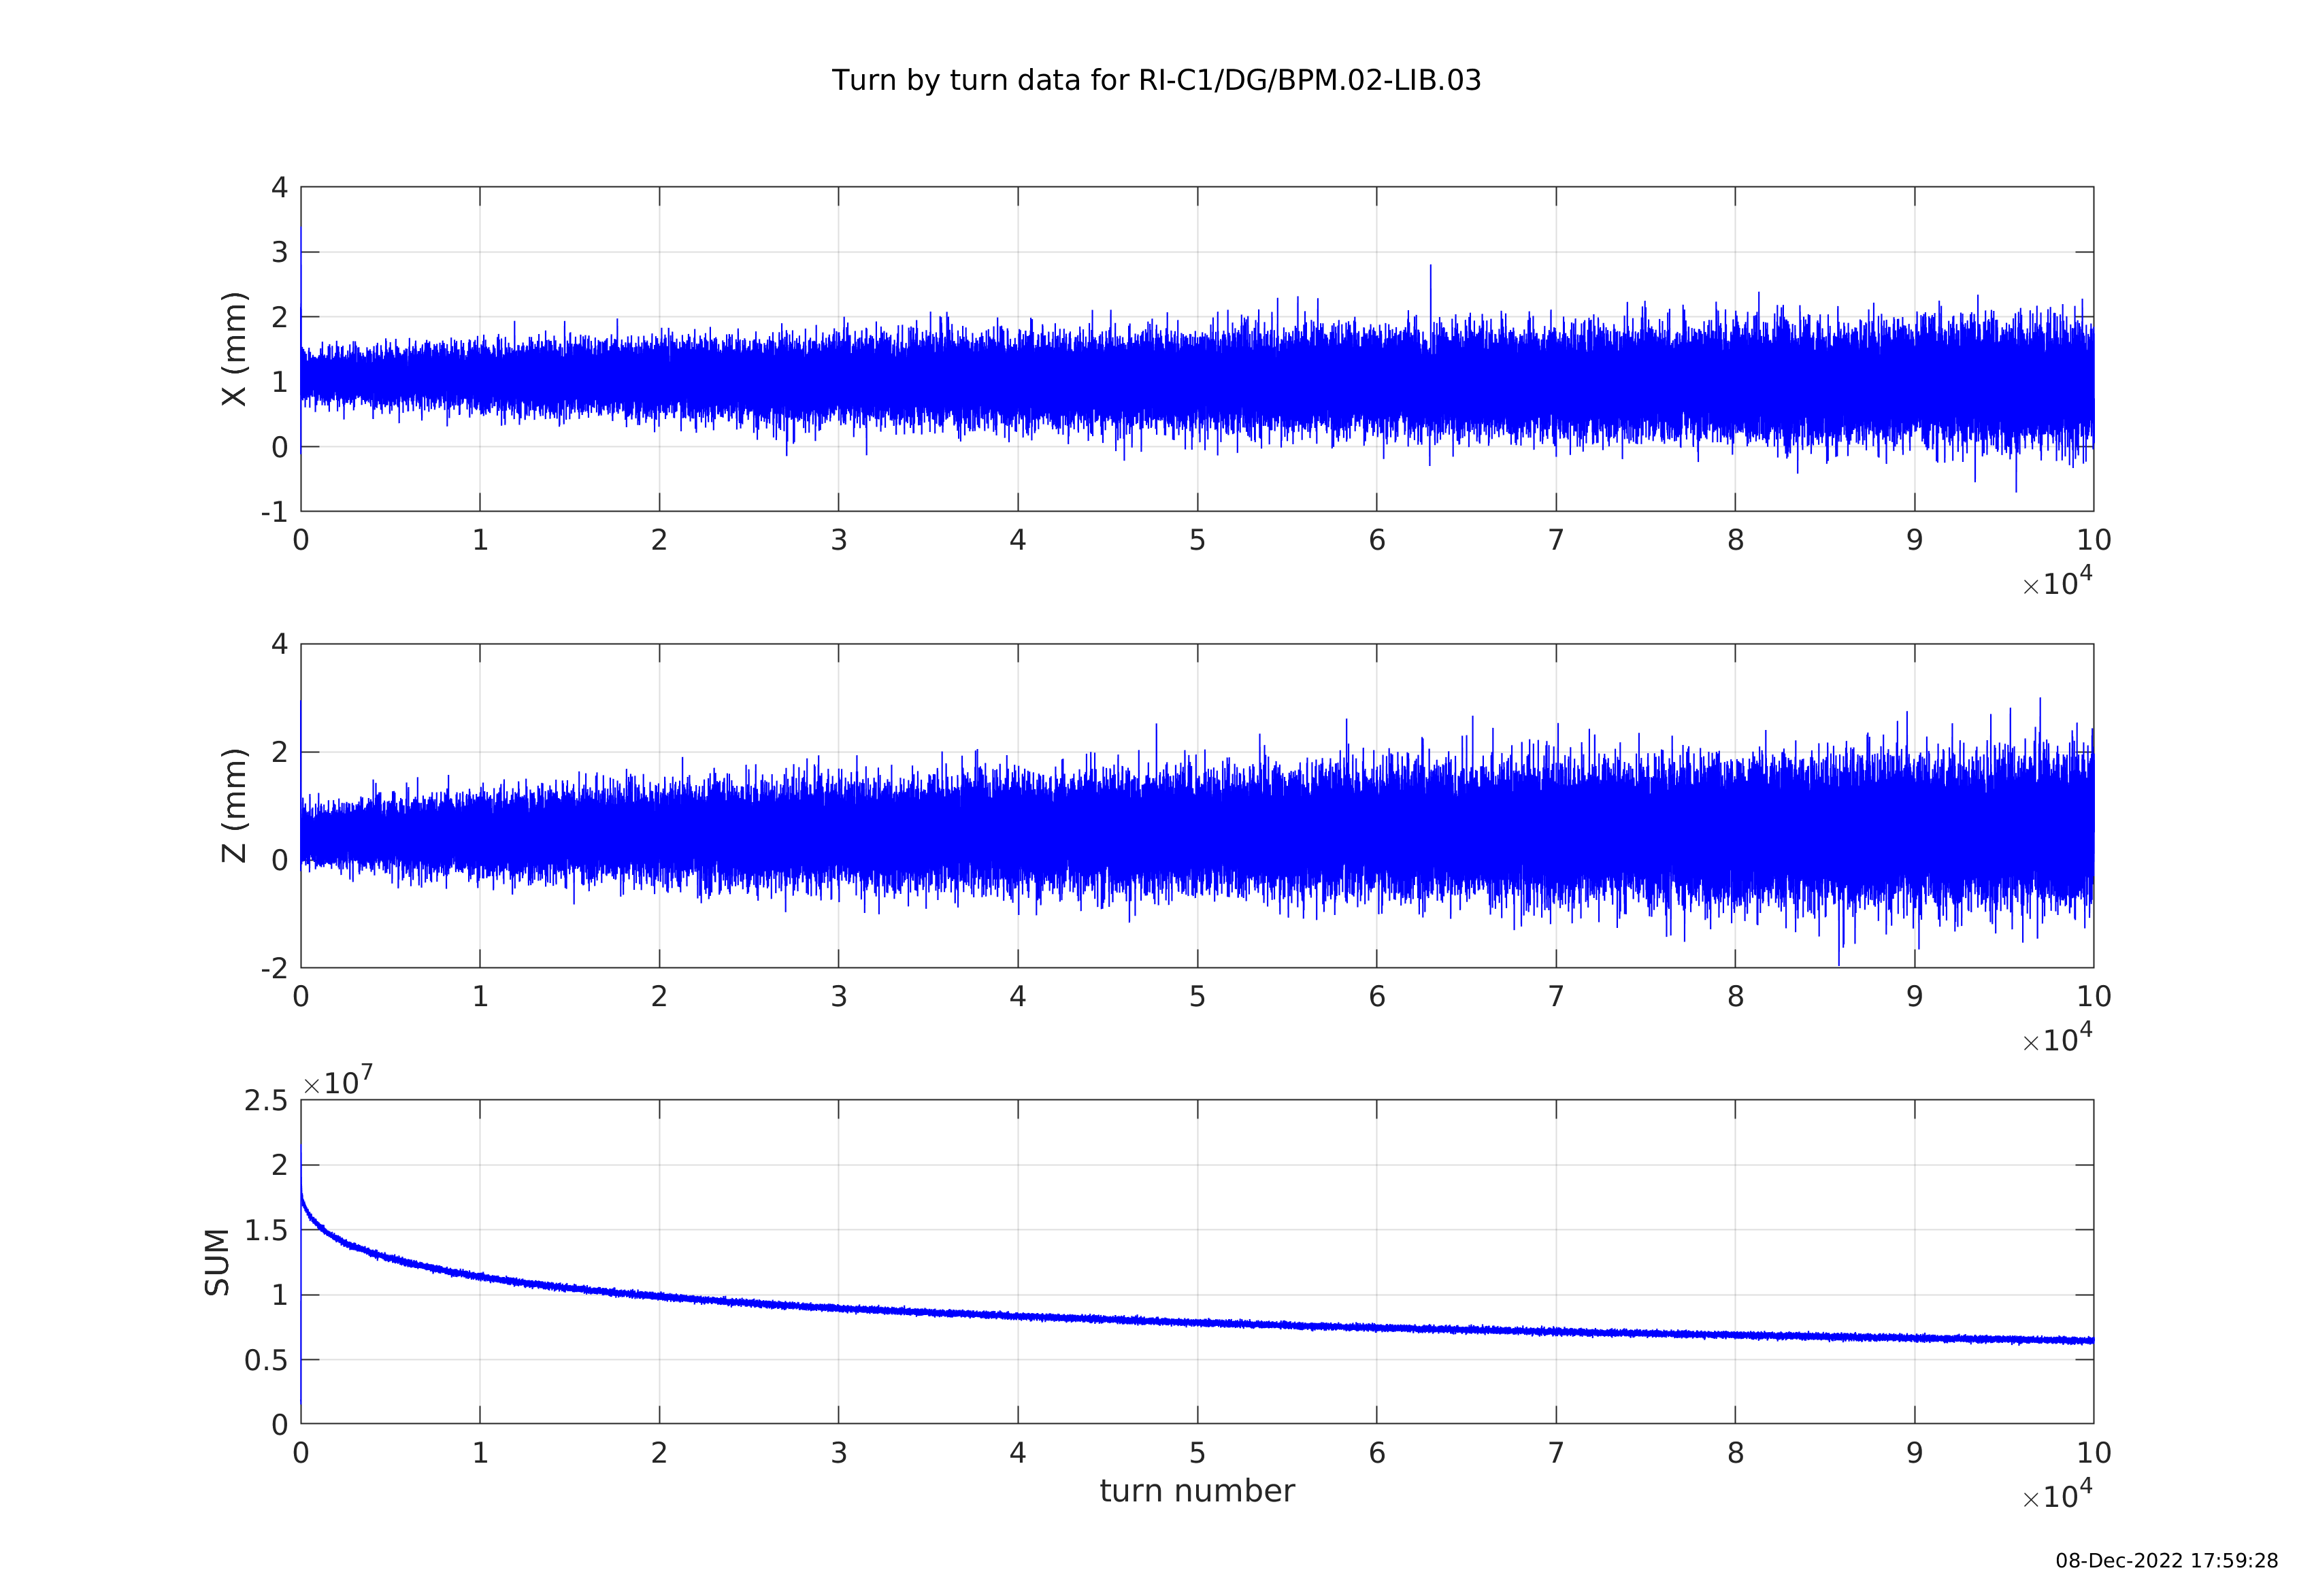 Turn by turn data for RI-C1/DG/BPM.02-LIB.03
4
3
2
1
0
-1
X (mm)
0 1 2 3 4 5 6 7 8 9 10
×10^4
4
2
0
-2
Z (mm)
0 1 2 3 4 5 6 7 8 9 10
×10^4
×10^7
2.5
2
1.5
1
0.5
0
SUM
0 1 2 3 4 5 6 7 8 9 10
turn number
×10^4
08-Dec-2022 17:59:28